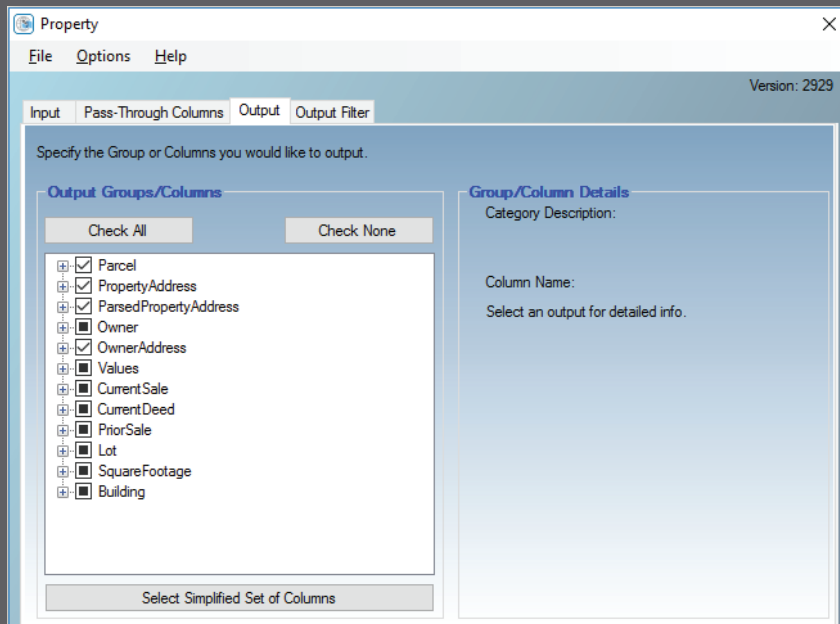 Property
File Options Help
Version: 2929
Input Pass-Through Columns Output Output Filter
Specify the Group or Columns you would like to output.
Output Groups/Columns
Check All Check None
Parcel
PropertyAddress
ParsedPropertyAddress
Owner
OwnerAddress
Values
CurrentSale
CurrentDeed
PriorSale
Lot
SquareFootage
Building
Select Simplified Set of Columns
Group/Column Details
Category Description:
Column Name:
Select an output for detailed info.